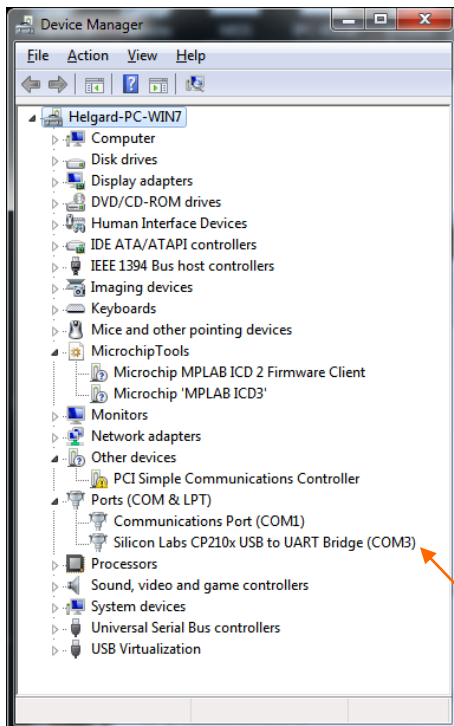 Device Manager
File Action View Help
Helgard-PC-WIN7
Computer
Disk drives
Display adapters
DVD/CD-ROM drives
Human Interface Devices
IDE ATA/ATAPI controllers
IEEE 1394 Bus host controllers
Imaging devices
Keyboards
Mice and other pointing devices
MicrochipTools
Microchip MPLAB ICD 2 Firmware Client
Microchip 'MPLAB ICD3'
Monitors
Network adapters
Other devices
PCI Simple Communications Controller
Ports (COM & LPT)
Communications Port (COM1)
Silicon Labs CP210x USB to UART Bridge (COM3)
Processors
Sound, video and game controllers
System devices
Universal Serial Bus controllers
USB Virtualization